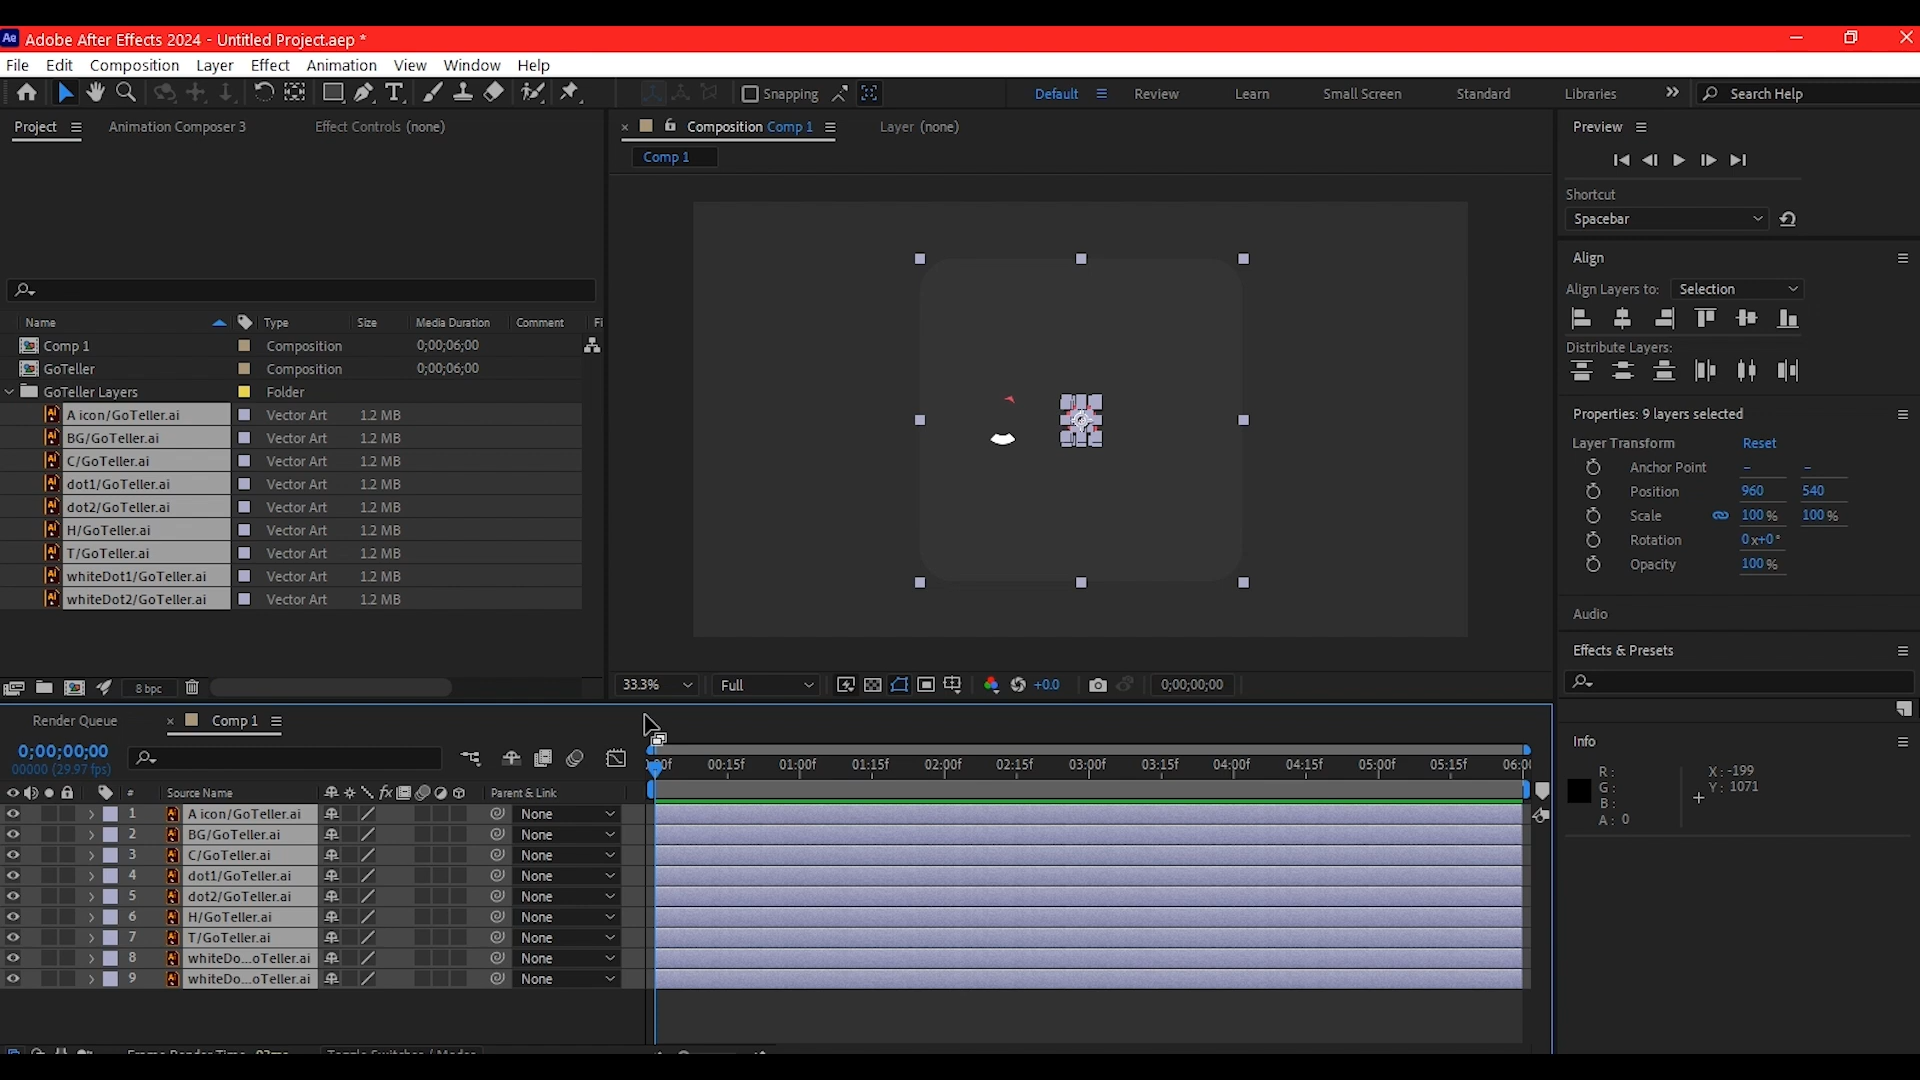 Ae Adobe After Effects 2024 - Untitled Project.aep *
File Edit Composition Layer Effect Animation View Window Help
Snapping Default Review Learn Small Screen Standard Libraries Search Help
Project Animation Composer 3 Effect Controls (none)
Composition Comp 1 Layer (none)
Comp 1
Name Type Size Media Duration Comment Fi
Comp 1 Composition 0;00;06;00
GoTeller Composition 0;00;06;00
GoTeller Layers Folder
A icon/GoTeller.ai Vector Art 1.2 MB
BG/GoTeller.ai Vector Art 1.2 MB
C/GoTeller.ai Vector Art 1.2 MB
dot1/GoTeller.ai Vector Art 1.2 MB
dot2/GoTeller.ai Vector Art 1.2 MB
H/GoTeller.ai Vector Art 1.2 MB
T/GoTeller.ai Vector Art 1.2 MB
whiteDot1/GoTeller.ai Vector Art 1.2 MB
whiteDot2/GoTeller.ai Vector Art 1.2 MB
8 bpc
33.3% Full +0.0 0;00;00;00
Preview
Shortcut
Spacebar
Align
Align Layers to: Selection
Distribute Layers:
Properties: 9 layers selected
Layer Transform Reset
Anchor Point – –
Position 960 540
Scale 100 % 100 %
Rotation 0x+0°
Opacity 100 %
Audio
Effects & Presets
Info
R: X: -199
G: Y: 1071
B:
A: 0
Render Queue Comp 1
0;00;00;00
00000 (29.97 fps)
00f 00:15f 01:00f 01:15f 02:00f 02:15f 03:00f 03:15f 04:00f 04:15f 05:00f 05:15f 06:00
# Source Name fx Parent & Link
1 A icon/GoTeller.ai None
2 BG/GoTeller.ai None
3 C/GoTeller.ai None
4 dot1/GoTeller.ai None
5 dot2/GoTeller.ai None
6 H/GoTeller.ai None
7 T/GoTeller.ai None
8 whiteDo...oTeller.ai None
9 whiteDo...oTeller.ai None